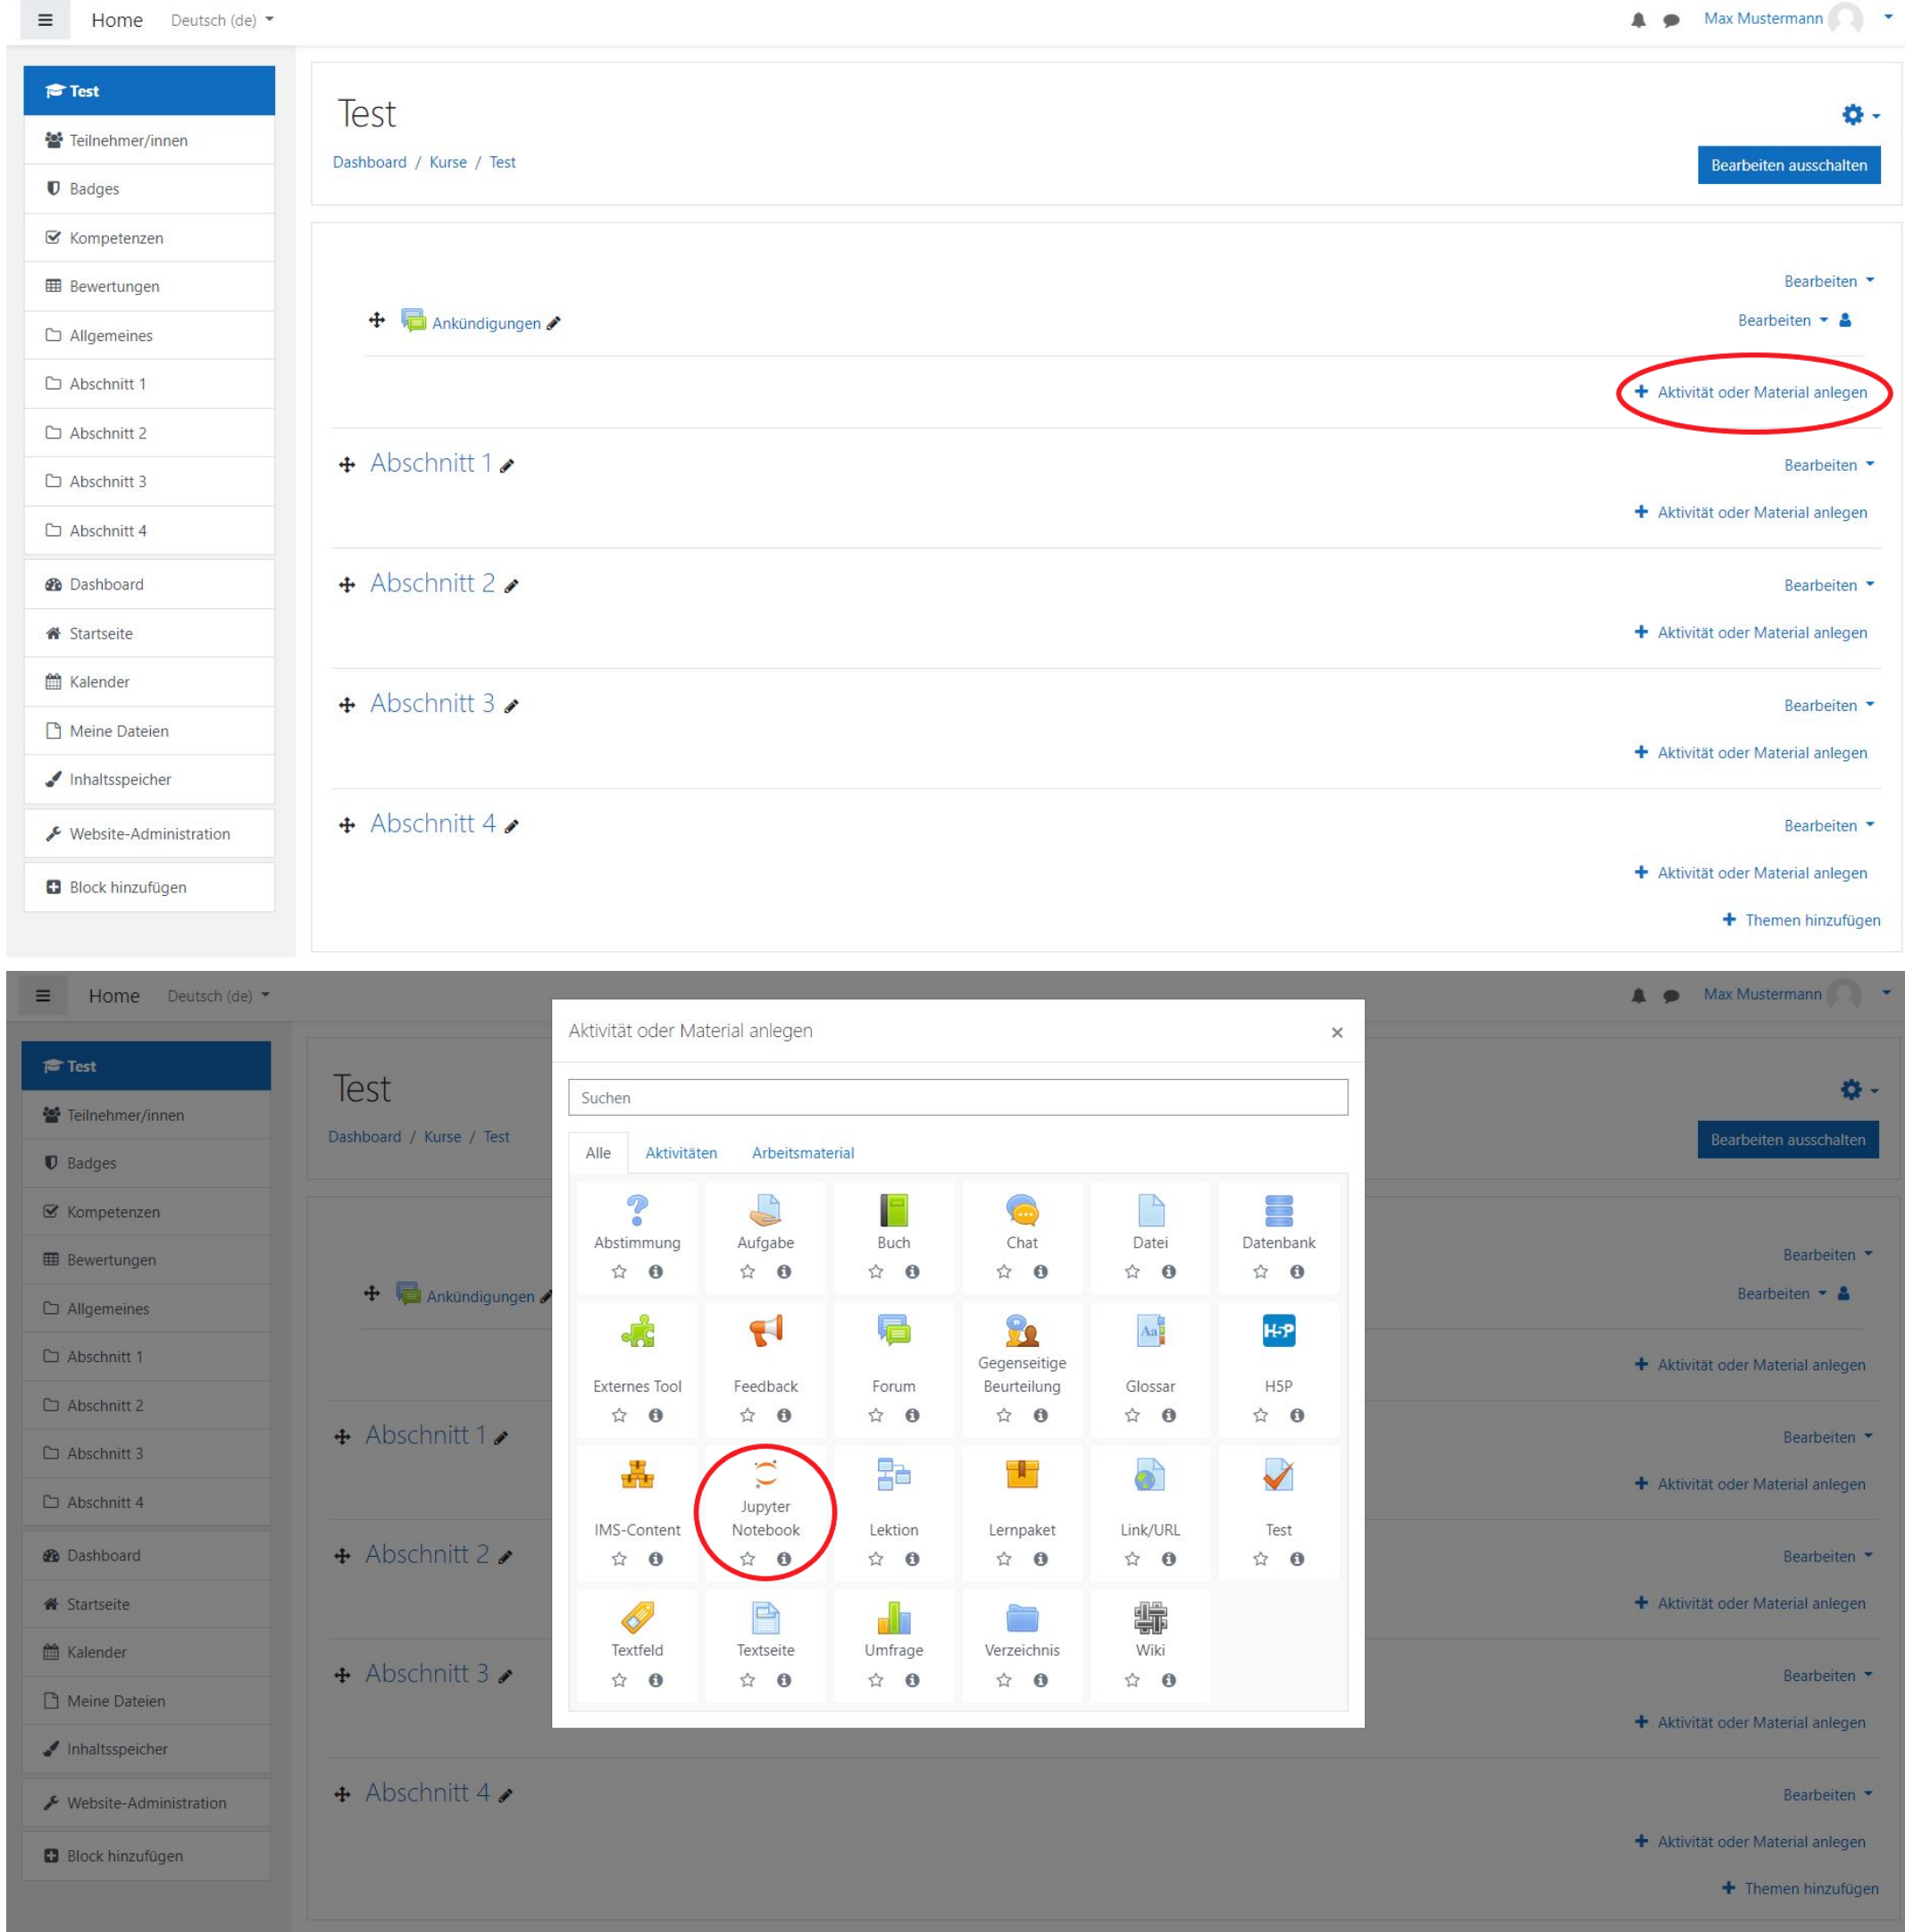 Home Deutsch (de) Max Mustermann
Test
Teilnehmer/innen
Badges
Kompetenzen
Bewertungen
Allgemeines
Abschnitt 1
Abschnitt 2
Abschnitt 3
Abschnitt 4
Dashboard
Startseite
Kalender
Meine Dateien
Inhaltsspeicher
Website-Administration
Block hinzufügen
Test
Dashboard / Kurse / Test
Bearbeiten ausschalten
Bearbeiten
Ankündigungen Bearbeiten
Aktivität oder Material anlegen
Abschnitt 1 Bearbeiten
Aktivität oder Material anlegen
Abschnitt 2 Bearbeiten
Aktivität oder Material anlegen
Abschnitt 3 Bearbeiten
Aktivität oder Material anlegen
Abschnitt 4 Bearbeiten
Aktivität oder Material anlegen
Themen hinzufügen
Home Deutsch (de) Max Mustermann
Test
Teilnehmer/innen
Badges
Kompetenzen
Bewertungen
Allgemeines
Abschnitt 1
Abschnitt 2
Abschnitt 3
Abschnitt 4
Dashboard
Startseite
Kalender
Meine Dateien
Inhaltsspeicher
Website-Administration
Block hinzufügen
Test
Dashboard / Kurse / Test
Bearbeiten ausschalten
Bearbeiten
Ankündigungen Bearbeiten
Aktivität oder Material anlegen
Abschnitt 1 Bearbeiten
Aktivität oder Material anlegen
Abschnitt 2 Bearbeiten
Aktivität oder Material anlegen
Abschnitt 3 Bearbeiten
Aktivität oder Material anlegen
Abschnitt 4 Bearbeiten
Aktivität oder Material anlegen
Themen hinzufügen
Aktivität oder Material anlegen
Suchen
Alle Aktivitäten Arbeitsmaterial
Abstimmung Aufgabe Buch Chat Datei Datenbank
Aa H5P
Gegenseitige
Externes Tool Feedback Forum Beurteilung Glossar H5P
Jupyter
IMS-Content Notebook Lektion Lernpaket Link/URL Test
Textfeld Textseite Umfrage Verzeichnis Wiki